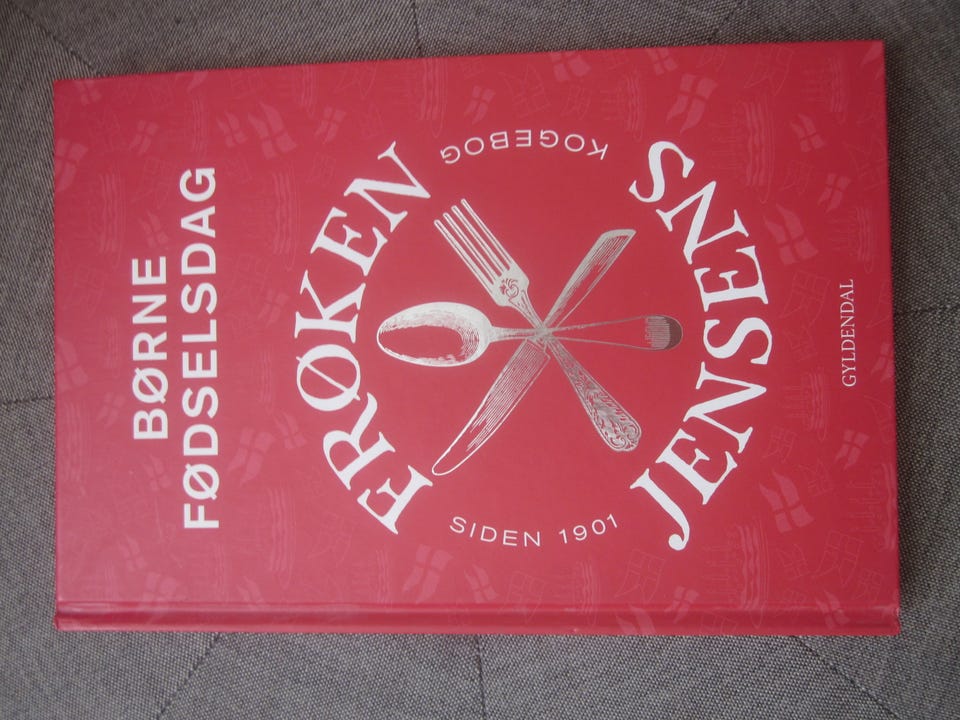 BØRNE
FØDSELSDAG
FRØKEN
SIDEN 1901
KOGEBOG
JENSENS
GYLDENDAL